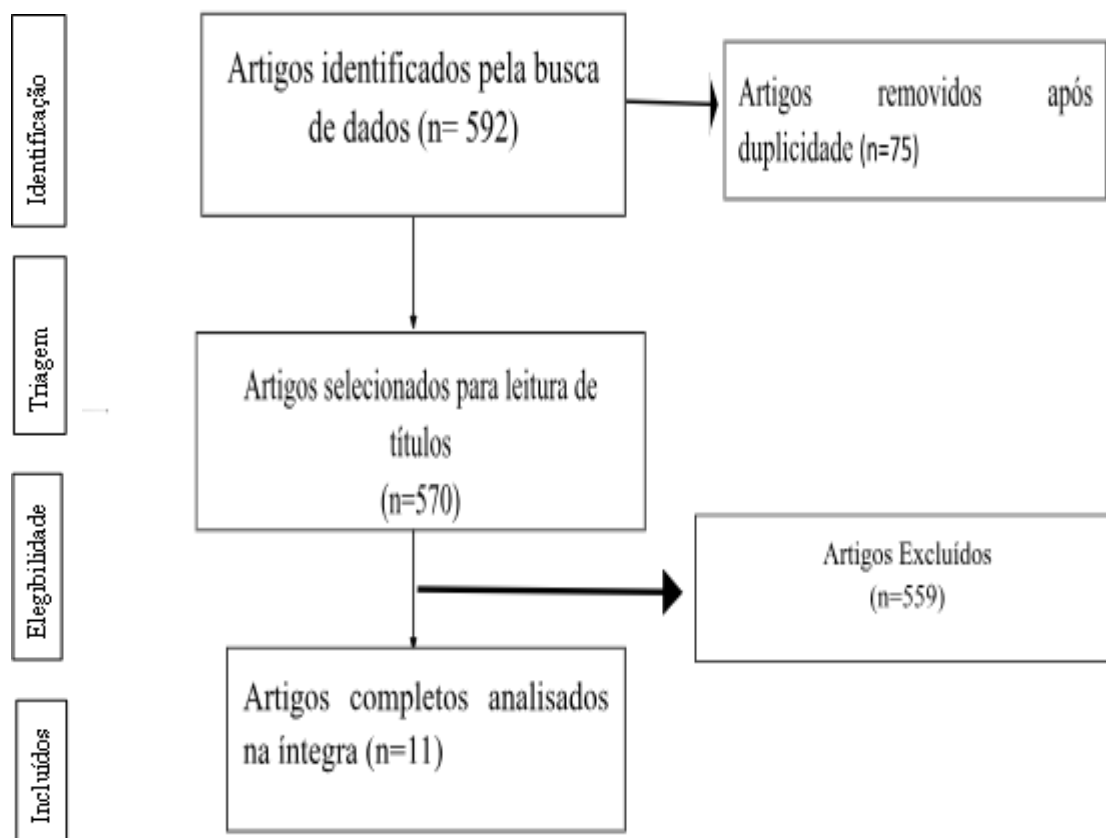 Identificação
Artigos identificados pela busca
de dados (n= 592)
Artigos removidos após
duplicidade (n=75)
Triagem
Artigos selecionados para leitura de
títulos
(n=570)
Elegibilidade
Artigos Excluídos
(n=559)
Incluídos
Artigos completos analisados
na íntegra (n=11)